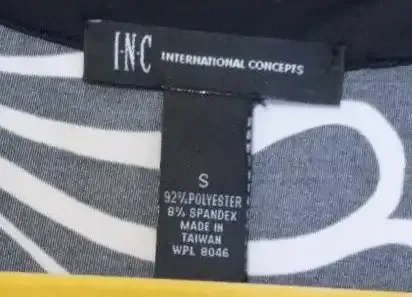 I.N.C INTERNATIONAL CONCEPTS
S
92% POLYESTER
8% SPANDEX
MADE IN
TAIWAN
WPL 8046